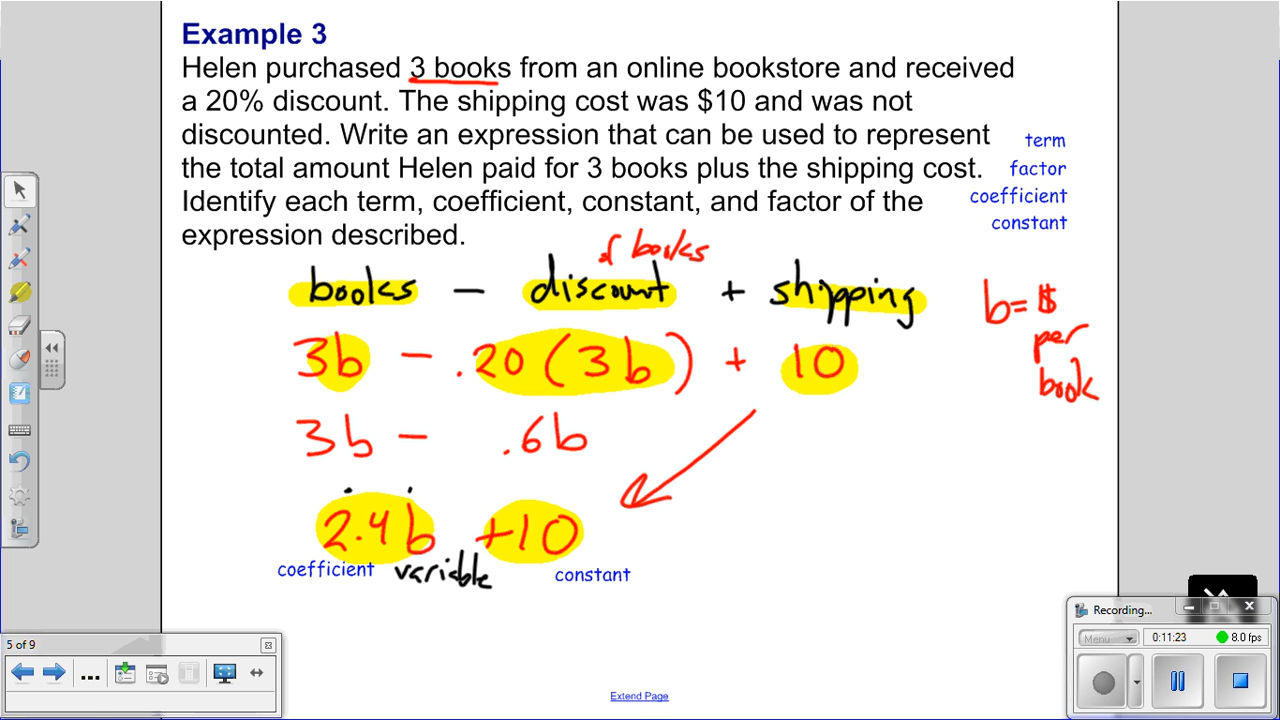 Example 3
Helen purchased 3 books from an online bookstore and received
a 20% discount. The shipping cost was $10 and was not
discounted. Write an expression that can be used to represent
the total amount Helen paid for 3 books plus the shipping cost.
Identify each term, coefficient, constant, and factor of the
expression described.
term
factor
coefficient
constant
of books
books − discount + shipping
b = $
per
book
3b − .20 (3b) + 10
3b − .6b
2.4b +10
coefficient variable constant
Extend Page
5 of 9
...
Recording...
Menu
0:11:23
8.0 fps